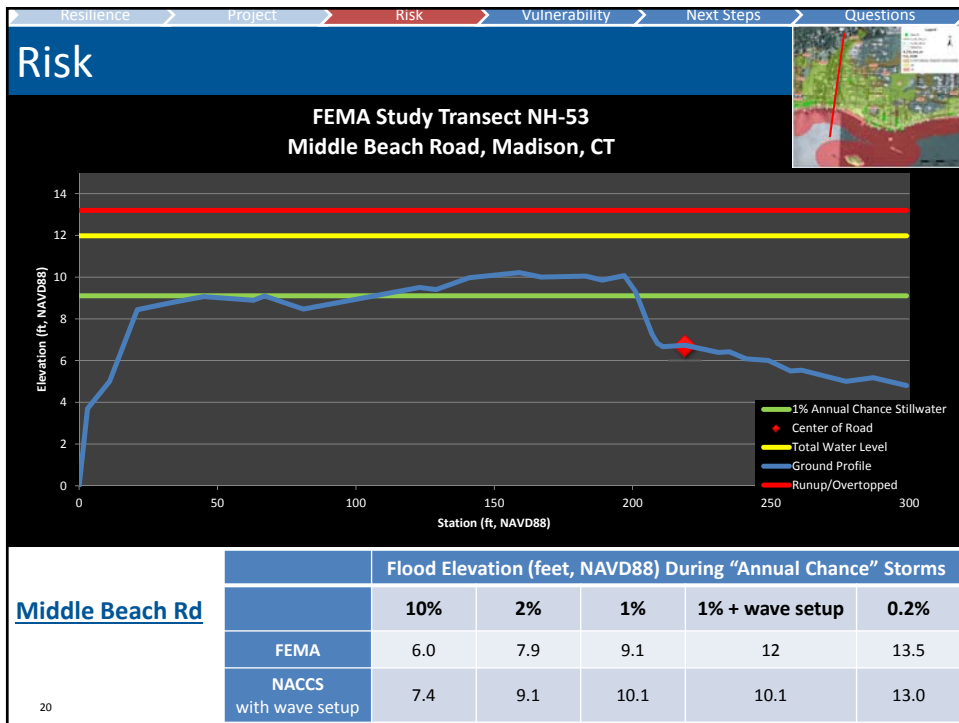 Resilience Project Risk Vulnerability Next Steps Questions
Risk
FEMA Study Transect NH-53
Middle Beach Road, Madison, CT
Elevation (ft, NAVD88)
14
12
10
8
6
4
2
0
0 50 100 150 200 250 300
Station (ft, NAVD88)
1% Annual Chance Stillwater
Center of Road
Total Water Level
Ground Profile
Runup/Overtopped
Middle Beach Rd
Flood Elevation (feet, NAVD88) During “Annual Chance” Storms
10% 2% 1% 1% + wave setup 0.2%
FEMA 6.0 7.9 9.1 12 13.5
NACCS
with wave setup 7.4 9.1 10.1 10.1 13.0
20